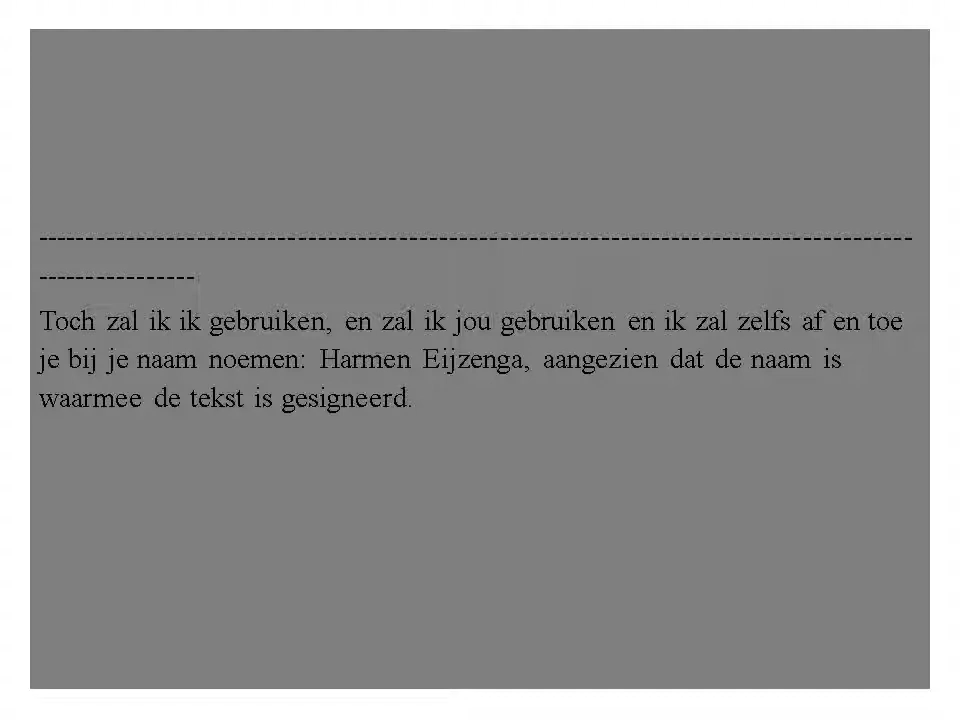 --------------------------------------------------------------------------------------
----------------
Toch zal ik ik gebruiken, en zal ik jou gebruiken en ik zal zelfs af en toe
je bij je naam noemen: Harmen Eijzenga, aangezien dat de naam is
waarmee de tekst is gesigneerd.